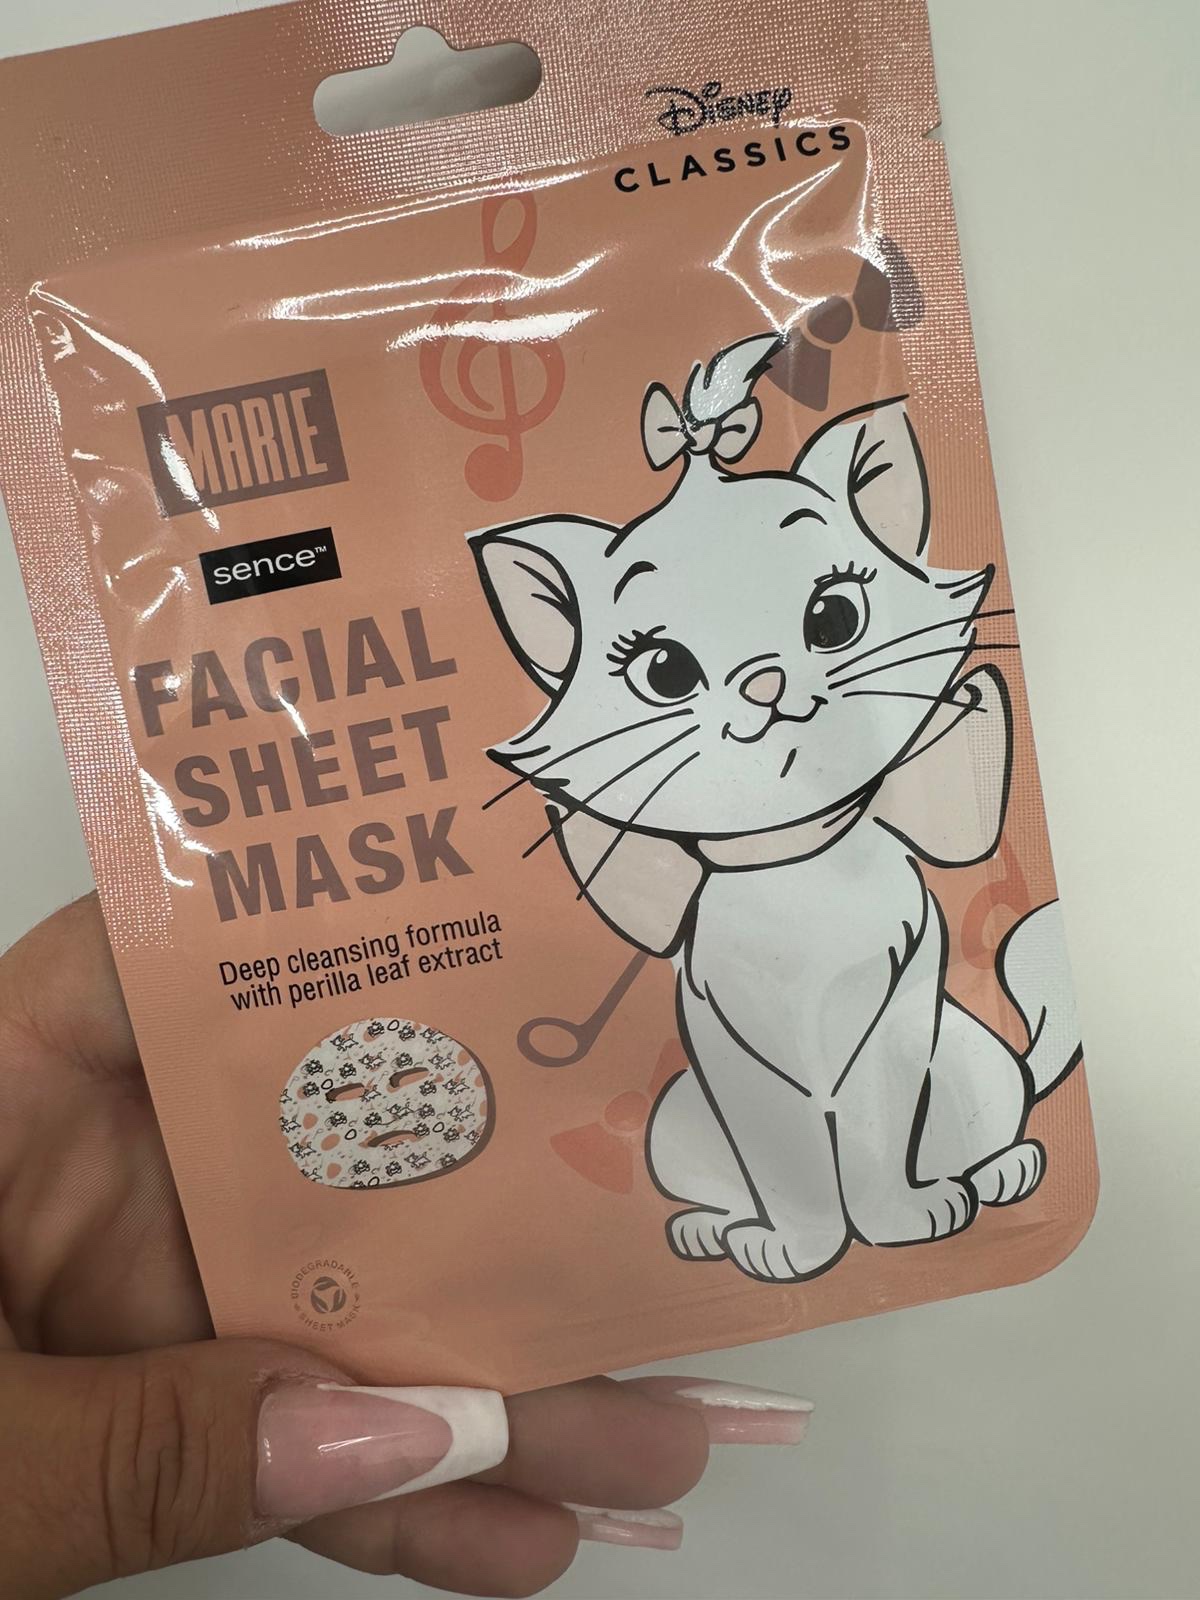 Disney
CLASSICS
MARIE
sence™
FACIAL
SHEET
MASK
Deep cleansing formula
with perilla leaf extract
BIODEGRADABLE
SHEET MASK